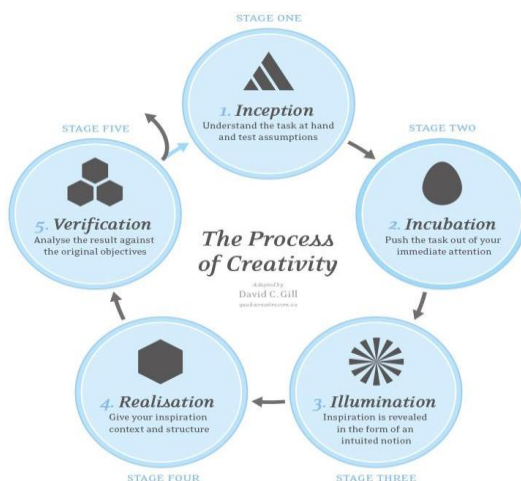 STAGE ONE
1. Inception
Understand the task at hand
and test assumptions
STAGE TWO
2. Incubation
Push the task out of your
immediate attention
STAGE FIVE
5. Verification
Analyse the result against
the original objectives
The Process
of Creativity
Adapted by
David C. Gill
4. Realisation
Give your inspiration
context and structure
STAGE FOUR
3. Illumination
Inspiration is revealed
in the form of an
intuited notion
STAGE THREE